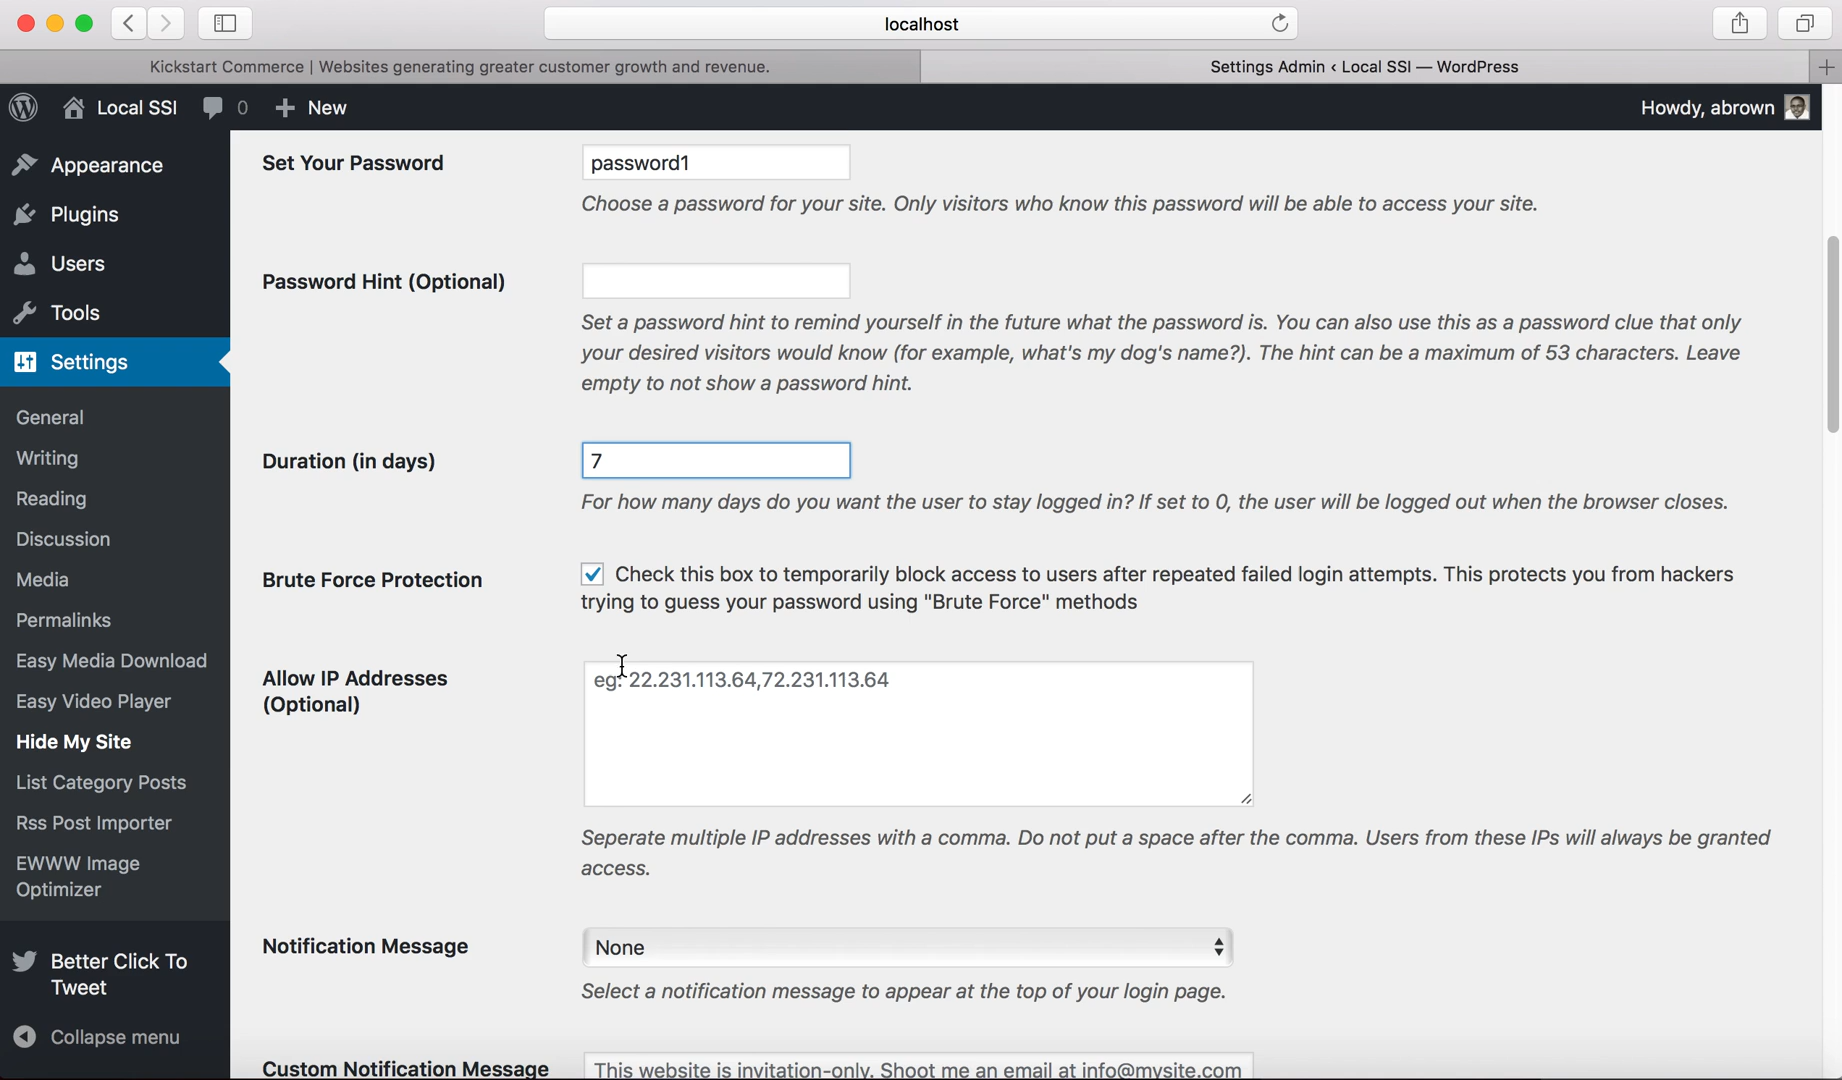 localhost
Kickstart Commerce | Websites generating greater customer growth and revenue.
Settings Admin ‹ Local SSI — WordPress
Local SSI
0
New
Howdy, abrown
Appearance
Plugins
Users
Tools
Settings
General
Writing
Reading
Discussion
Media
Permalinks
Easy Media Download
Easy Video Player
Hide My Site
List Category Posts
Rss Post Importer
EWWW Image
Optimizer
Better Click To
Tweet
Collapse menu
Set Your Password
password1
Choose a password for your site. Only visitors who know this password will be able to access your site.
Password Hint (Optional)
Set a password hint to remind yourself in the future what the password is. You can also use this as a password clue that only
your desired visitors would know (for example, what's my dog's name?). The hint can be a maximum of 53 characters. Leave
empty to not show a password hint.
Duration (in days)
7
For how many days do you want the user to stay logged in? If set to 0, the user will be logged out when the browser closes.
Brute Force Protection
Check this box to temporarily block access to users after repeated failed login attempts. This protects you from hackers
trying to guess your password using "Brute Force" methods
Allow IP Addresses
(Optional)
eg: 22.231.113.64,72.231.113.64
Seperate multiple IP addresses with a comma. Do not put a space after the comma. Users from these IPs will always be granted
access.
Notification Message
None
Select a notification message to appear at the top of your login page.
Custom Notification Message
This website is invitation-only. Shoot me an email at info@mysite.com